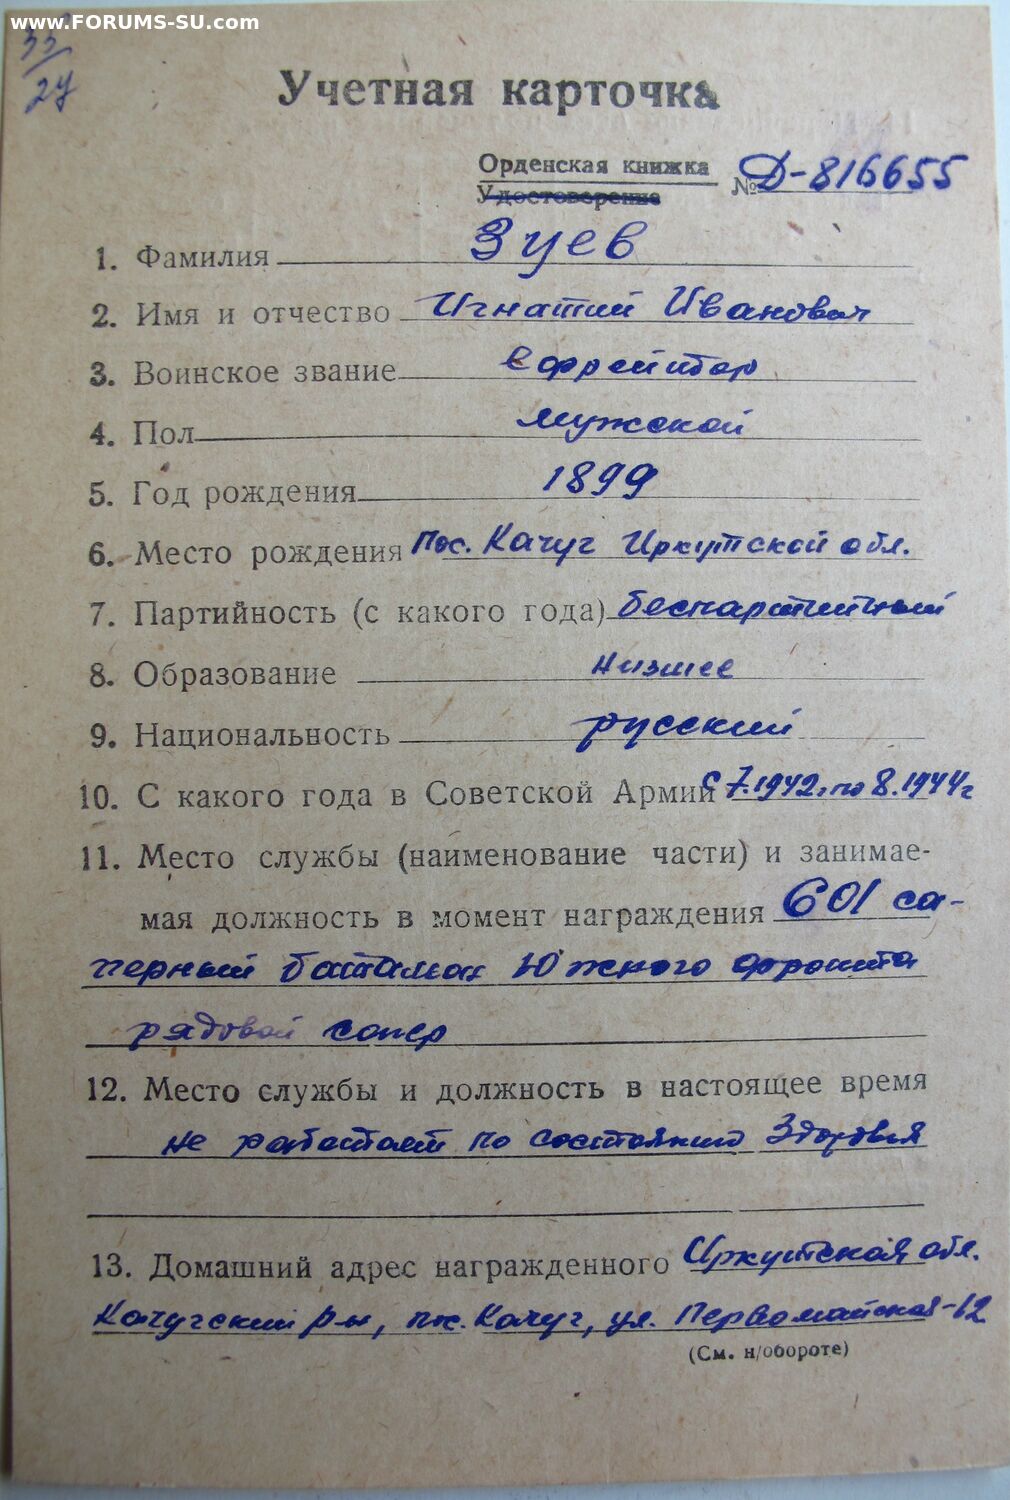 www.FORUMS-SU.com
33/27
Учетная карточка
Орденская книжка
Удостоверение
№ Д-816655
1. Фамилия Зуев
2. Имя и отчество Игнатий Иванович
3. Воинское звание Ефрейтор
4. Пол мужской
5. Год рождения 1899
6. Место рождения пос. Качуг Иркутской обл.
7. Партийность (с какого года) беспартийный
8. Образование низшее
9. Национальность русский
10. С какого года в Советской Армии с 7.1942, по 8.1944г
11. Место службы (наименование части) и занимае-
мая должность в момент награждения 601 са-
перный батальон Южного фронта
рядовой сапер
12. Место службы и должность в настоящее время
не работает по состоянию здоровья
13. Домашний адрес награжденного Иркутская обл.
Качугский р-н, пос. Качуг, ул. Первомайская-12
(См. н/обороте)